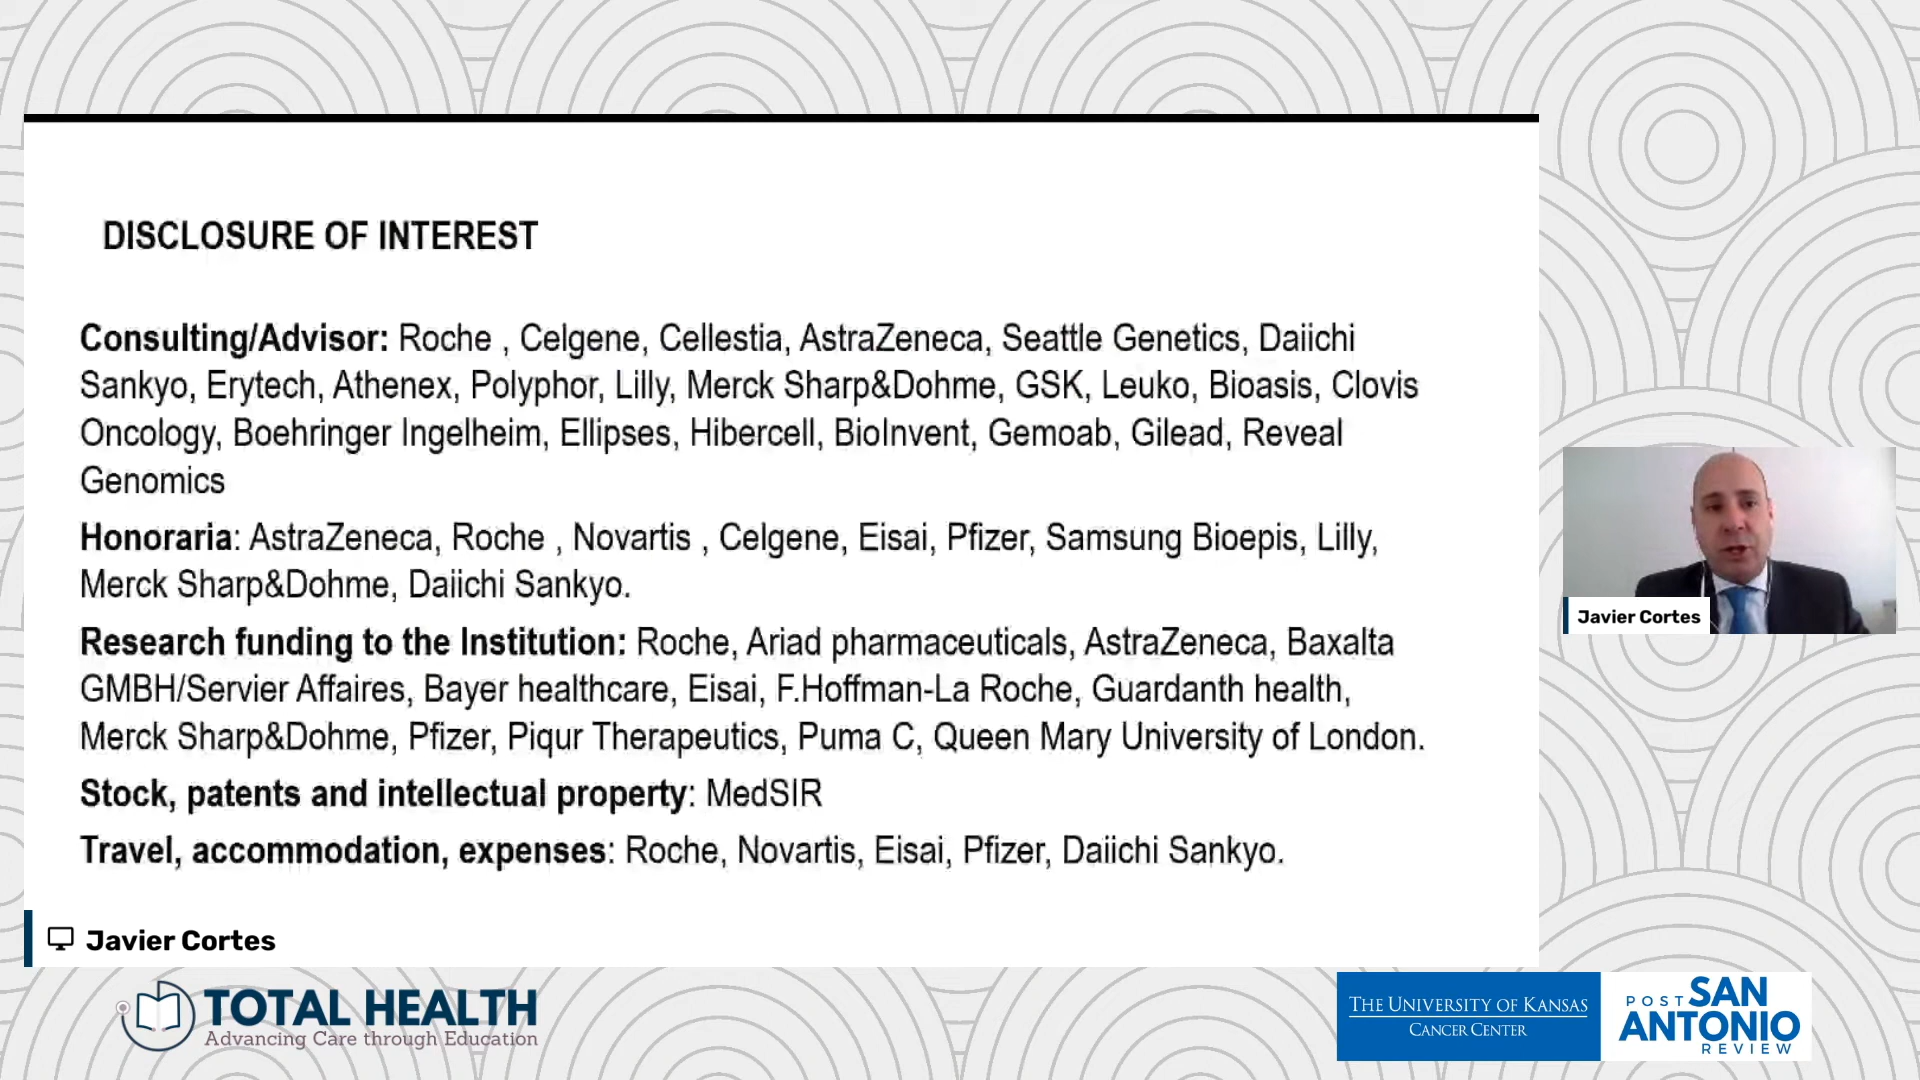 DISCLOSURE OF INTEREST
Consulting/Advisor: Roche , Celgene, Cellestia, AstraZeneca, Seattle Genetics, Daiichi
Sankyo, Erytech, Athenex, Polyphor, Lilly, Merck Sharp&Dohme, GSK, Leuko, Bioasis, Clovis
Oncology, Boehringer Ingelheim, Ellipses, Hibercell, BioInvent, Gemoab, Gilead, Reveal
Genomics
Honoraria: AstraZeneca, Roche , Novartis , Celgene, Eisai, Pfizer, Samsung Bioepis, Lilly,
Merck Sharp&Dohme, Daiichi Sankyo.
Research funding to the Institution: Roche, Ariad pharmaceuticals, AstraZeneca, Baxalta
GMBH/Servier Affaires, Bayer healthcare, Eisai, F.Hoffman-La Roche, Guardanth health,
Merck Sharp&Dohme, Pfizer, Piqur Therapeutics, Puma C, Queen Mary University of London.
Stock, patents and intellectual property: MedSIR
Travel, accommodation, expenses: Roche, Novartis, Eisai, Pfizer, Daiichi Sankyo.
Javier Cortes
Javier Cortes
TOTAL HEALTH
Advancing Care through Education
THE UNIVERSITY OF KANSAS
CANCER CENTER
POST SAN
ANTONIO
REVIEW